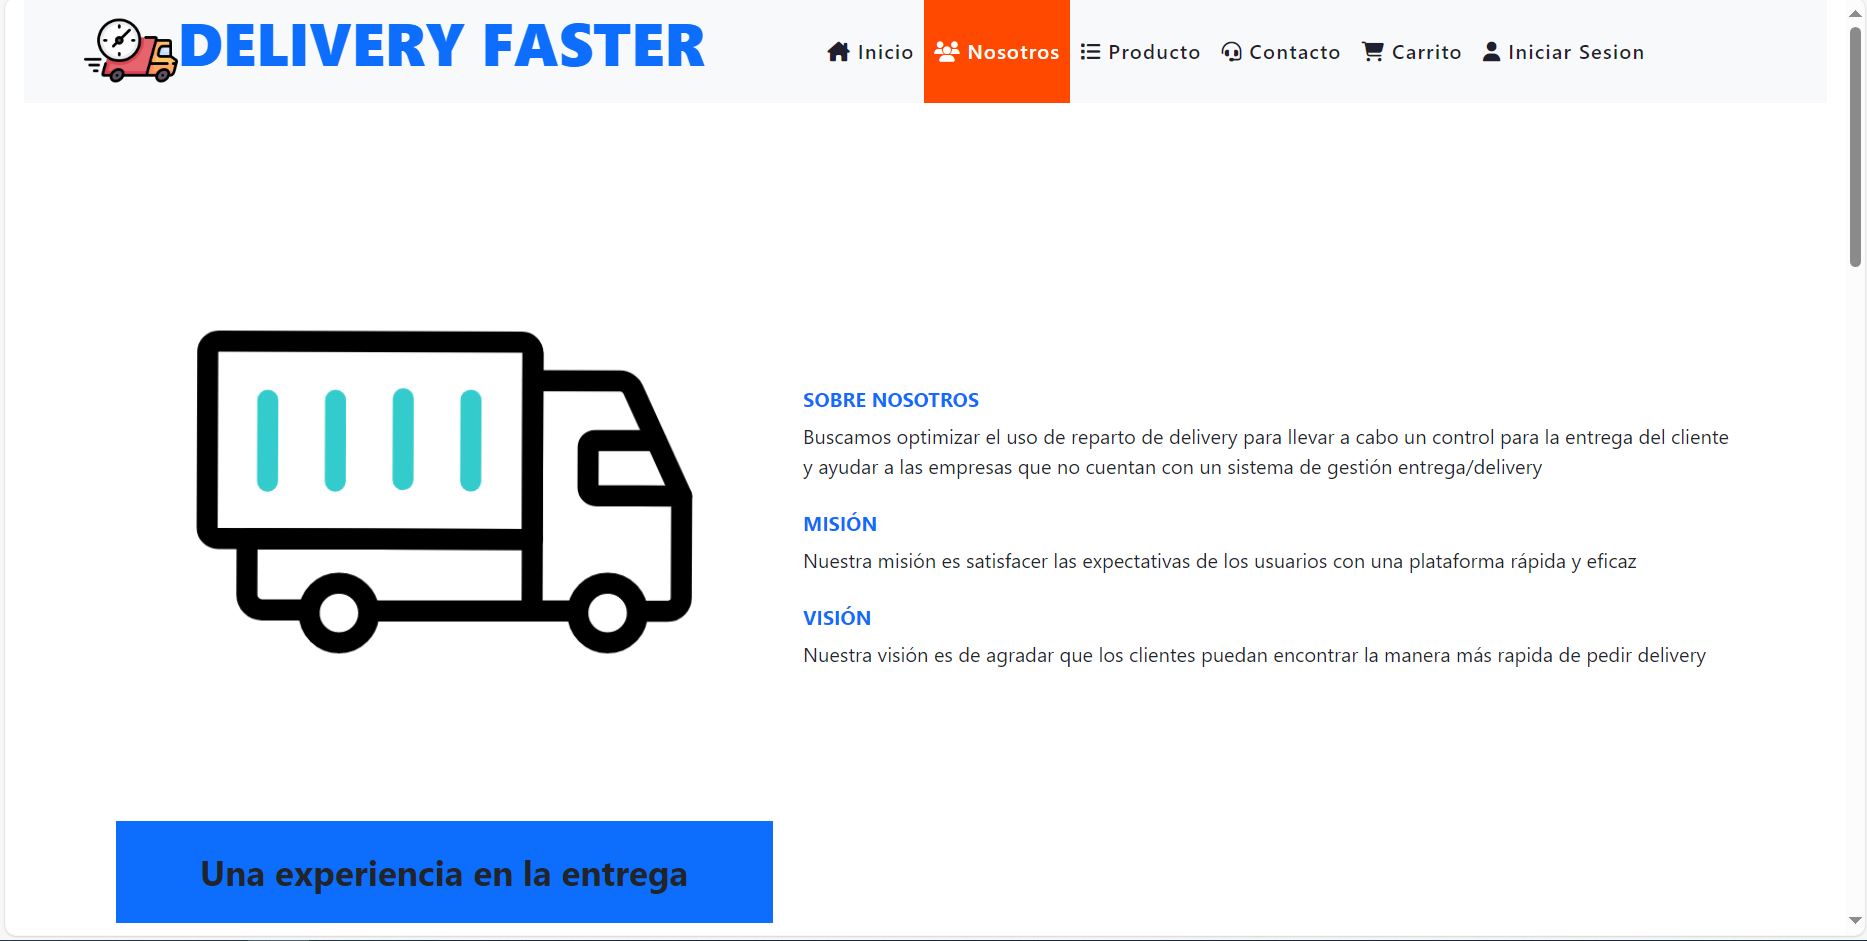 DELIVERY FASTER
Inicio Nosotros Producto Contacto Carrito Iniciar Sesion
SOBRE NOSOTROS
Buscamos optimizar el uso de reparto de delivery para llevar a cabo un control para la entrega del cliente
y ayudar a las empresas que no cuentan con un sistema de gestión entrega/delivery
MISIÓN
Nuestra misión es satisfacer las expectativas de los usuarios con una plataforma rápida y eficaz
VISIÓN
Nuestra visión es de agradar que los clientes puedan encontrar la manera más rapida de pedir delivery
Una experiencia en la entrega